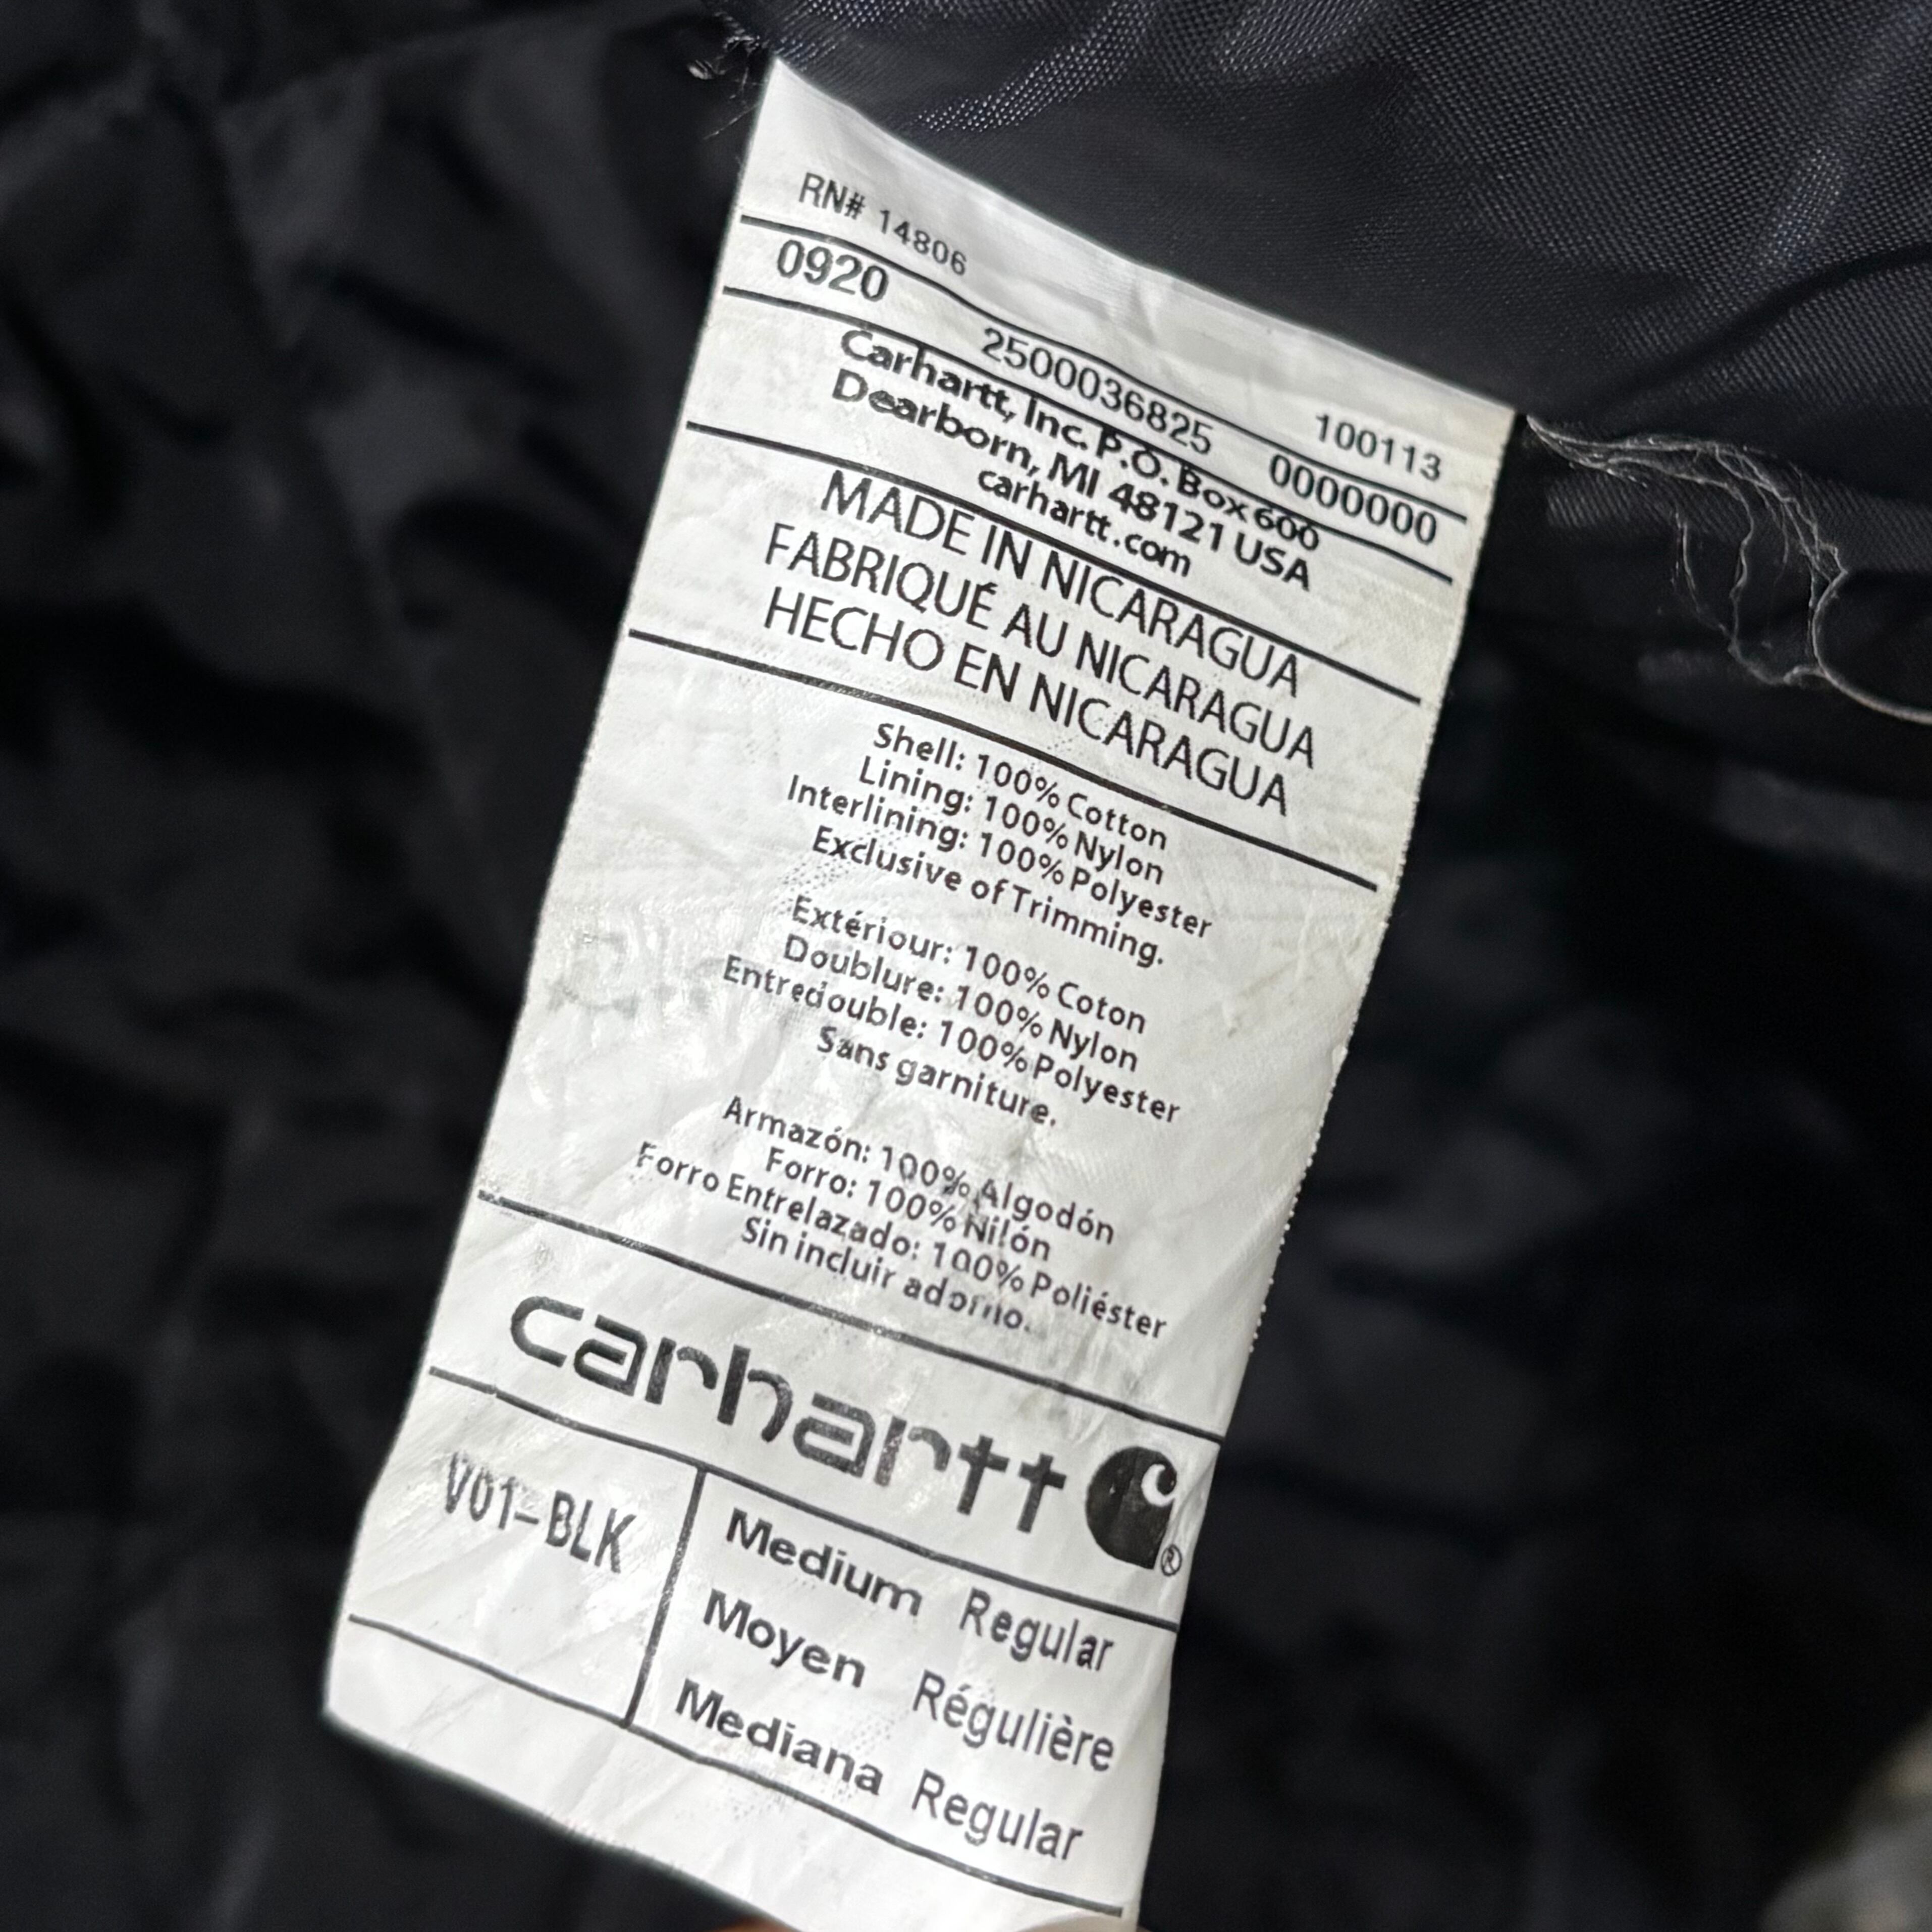 RN# 14806
100113
0920 2500036825 0000000
Carhartt, Inc. P.O. Box 600
Dearborn, MI 48121 USA
carhartt.com
MADE IN NICARAGUA
FABRIQUÉ AU NICARAGUA
HECHO EN NICARAGUA
Shell: 100% Cotton
Lining: 100% Nylon
Interlining: 100% Polyester
Exclusive of Trimming.
Extériour: 100% Coton
Doublure: 100% Nylon
Entredouble: 100% Polyester
Sans garniture.
Armazón: 100% Algodón
Forro: 100% Nilón
Forro Entrelazado: 100% Poliéster
Sin incluir adorno.
carhartt ®
V01-BLK
Medium Regular
Moyen Régulière
Mediana Regular